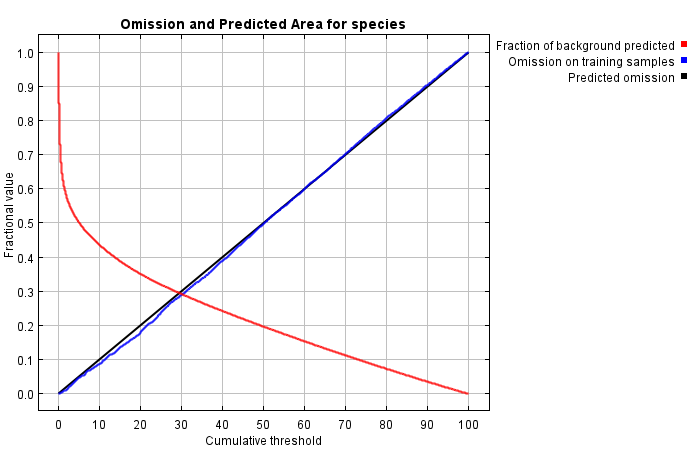 Omission and Predicted Area for species
Fraction of background predicted
Omission on training samples
Predicted omission
Fractional value
1.0
0.9
0.8
0.7
0.6
0.5
0.4
0.3
0.2
0.1
0.0
0 10 20 30 40 50 60 70 80 90 100
Cumulative threshold